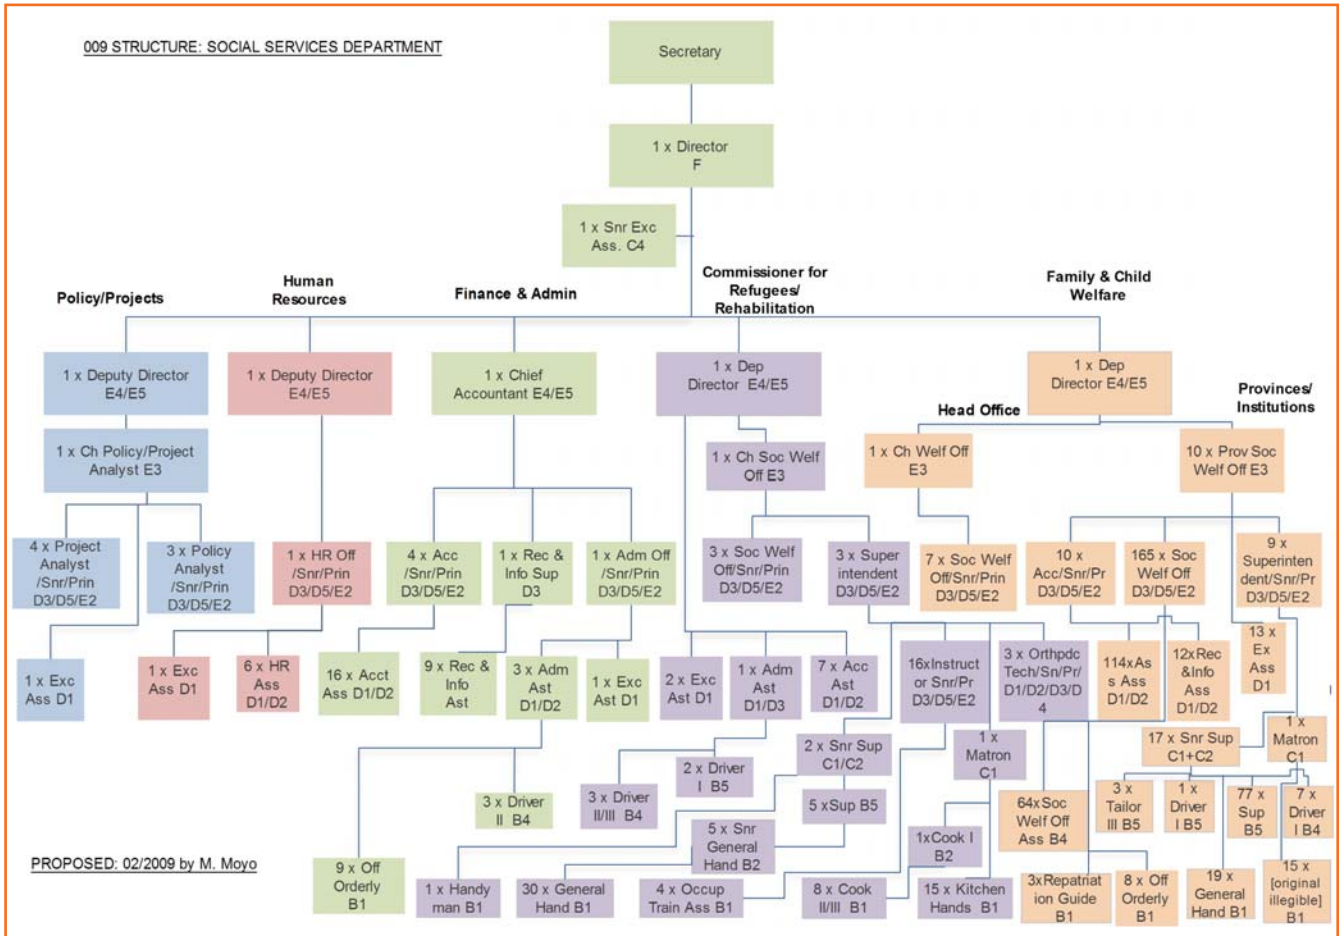 009 STRUCTURE: SOCIAL SERVICES DEPARTMENT
Secretary
1 x Director
F
1 x Snr Exc
Ass. C4
Policy/Projects
Human
Resources
Finance & Admin
Commissioner for
Refugees/
Rehabilitation
Family & Child
Welfare
1 x Deputy Director
E4/E5
1 x Deputy Director
E4/E5
1 x Chief
Accountant E4/E5
1 x Dep
Director E4/E5
1 x Dep
Director E4/E5
Head Office
Provinces/
Institutions
1 x Ch Policy/Project
Analyst E3
1 x Ch Soc Welf
Off E3
1 x Ch Welf Off
E3
10 x Prov Soc
Welf Off E3
4 x Project
Analyst
/Snr/Prin
D3/D5/E2
3 x Policy
Analyst
/Snr/Prin
D3/D5/E2
1 x HR Off
/Snr/Prin
D3/D5/E2
4 x Acc
/Snr/Prin
D3/D5/E2
1 x Rec &
Info Sup
D3
1 x Adm Off
/Snr/Prin
D3/D5/E2
3 x Soc Welf
Off/Snr/Prin
D3/D5/E2
3 x Super
intendent
D3/D5/E2
7 x Soc Welf
Off/Snr/Prin
D3/D5/E2
10 x
Acc/Snr/Pr
D3/D5/E2
165 x Soc
Welf Off
D3/D5/E2
9 x
Superinten
dent/Snr/Pr
D3/D5/E2
1 x Exc
Ass D1
1 x Exc
Ass D1
6 x HR
Ass
D1/D2
16 x Acct
Ass D1/D2
9 x Rec &
Info
Ast
3 x Adm
Ast
D1/D2
1 x Exc
Ast D1
2 x Exc
Ast D1
1 x Adm
Ast
D1/D3
7 x Acc
Ast
D1/D2
16xInstruct
or Snr/Pr
D3/D5/E2
3 x Orthpdc
Tech/Sn/Pr/
D1/D2/D3/D
4
114xAs
s Ass
D1/D2
12xRec
&Info
Ass
D1/D2
13 x
Ex
Ass
D1
2 x Snr Sup
C1/C2
1 x
Matron
C1
17 x Snr Sup
C1+C2
1 x
Matron
C1
3 x Driver
II B4
3 x Driver
II/III B4
2 x Driver
I B5
5 xSup B5
64xSoc
Welf Off
Ass B4
3 x
Tailor
III B5
1 x
Driver
I B5
77 x
Sup
B5
7 x
Driver
I B4
5 x Snr
General
Hand B2
1xCook I
B2
PROPOSED: 02/2009 by M. Moyo
9 x Off
Orderly
B1
1 x Handy
man B1
30 x General
Hand B1
4 x Occup
Train Ass B1
8 x Cook
II/III B1
15 x Kitchen
Hands B1
3xRepatriat
ion Guide
B1
8 x Off
Orderly
B1
19 x
General
Hand B1
15 x
[original
illegible]
B1